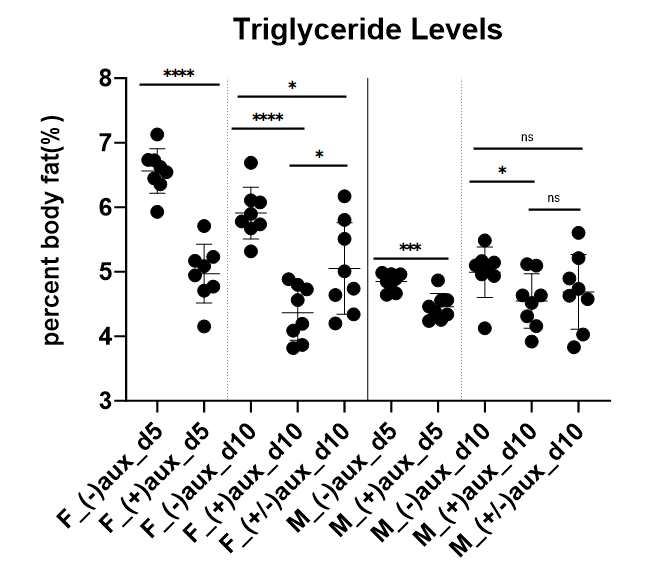 Triglyceride Levels
percent body fat(%)
8
7
6
5
4
3
****
*
****
*
***
ns
*
ns
F_(-)aux_d5
F_(+)aux_d5
F_(-)aux_d10
F_(+)aux_d10
F_(+/-)aux_d10
M_(-)aux_d5
M_(+)aux_d5
M_(-)aux_d10
M_(+)aux_d10
M_(+/-)aux_d10